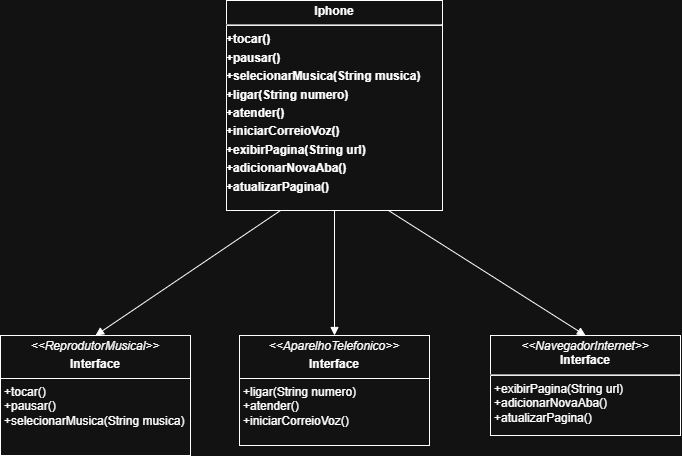 Iphone
+tocar()
+pausar()
+selecionarMusica(String musica)
+ligar(String numero)
+atender()
+iniciarCorreioVoz()
+exibirPagina(String url)
+adicionarNovaAba()
+atualizarPagina()
<<ReprodutorMusical>>
Interface
+tocar()
+pausar()
+selecionarMusica(String musica)
<<AparelhoTelefonico>>
Interface
+ligar(String numero)
+atender()
+iniciarCorreioVoz()
<<NavegadorInternet>>
Interface
+exibirPagina(String url)
+adicionarNovaAba()
+atualizarPagina()